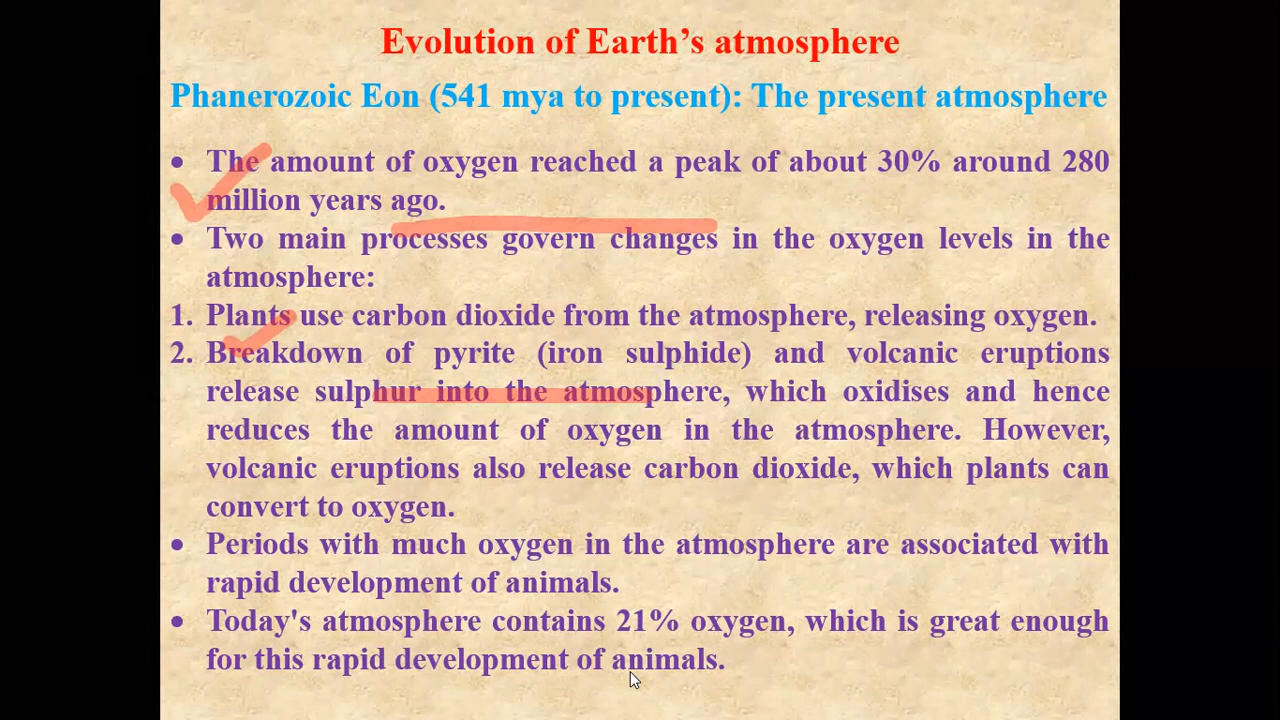 Evolution of Earth’s atmosphere
Phanerozoic Eon (541 mya to present): The present atmosphere
• The amount of oxygen reached a peak of about 30% around 280
million years ago.
• Two main processes govern changes in the oxygen levels in the
atmosphere:
1. Plants use carbon dioxide from the atmosphere, releasing oxygen.
2. Breakdown of pyrite (iron sulphide) and volcanic eruptions
release sulphur into the atmosphere, which oxidises and hence
reduces the amount of oxygen in the atmosphere. However,
volcanic eruptions also release carbon dioxide, which plants can
convert to oxygen.
• Periods with much oxygen in the atmosphere are associated with
rapid development of animals.
• Today's atmosphere contains 21% oxygen, which is great enough
for this rapid development of animals.